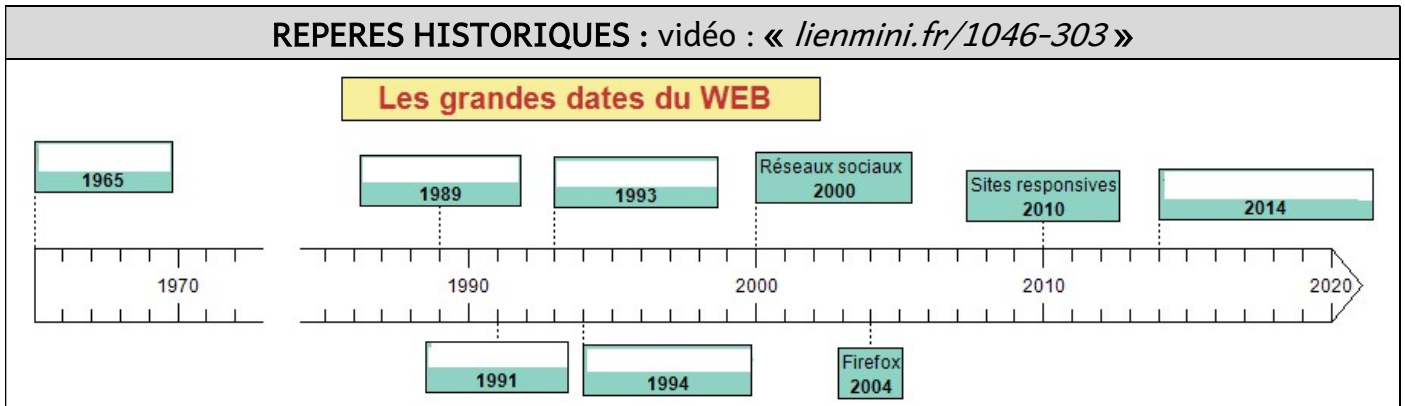 REPERES HISTORIQUES : vidéo : « lienmini.fr/1046-303 »
Les grandes dates du WEB
1965
1989
1993
Réseaux sociaux
2000
Sites responsives
2010
2014
1970
1990
2000
2010
2020
1991
1994
Firefox
2004